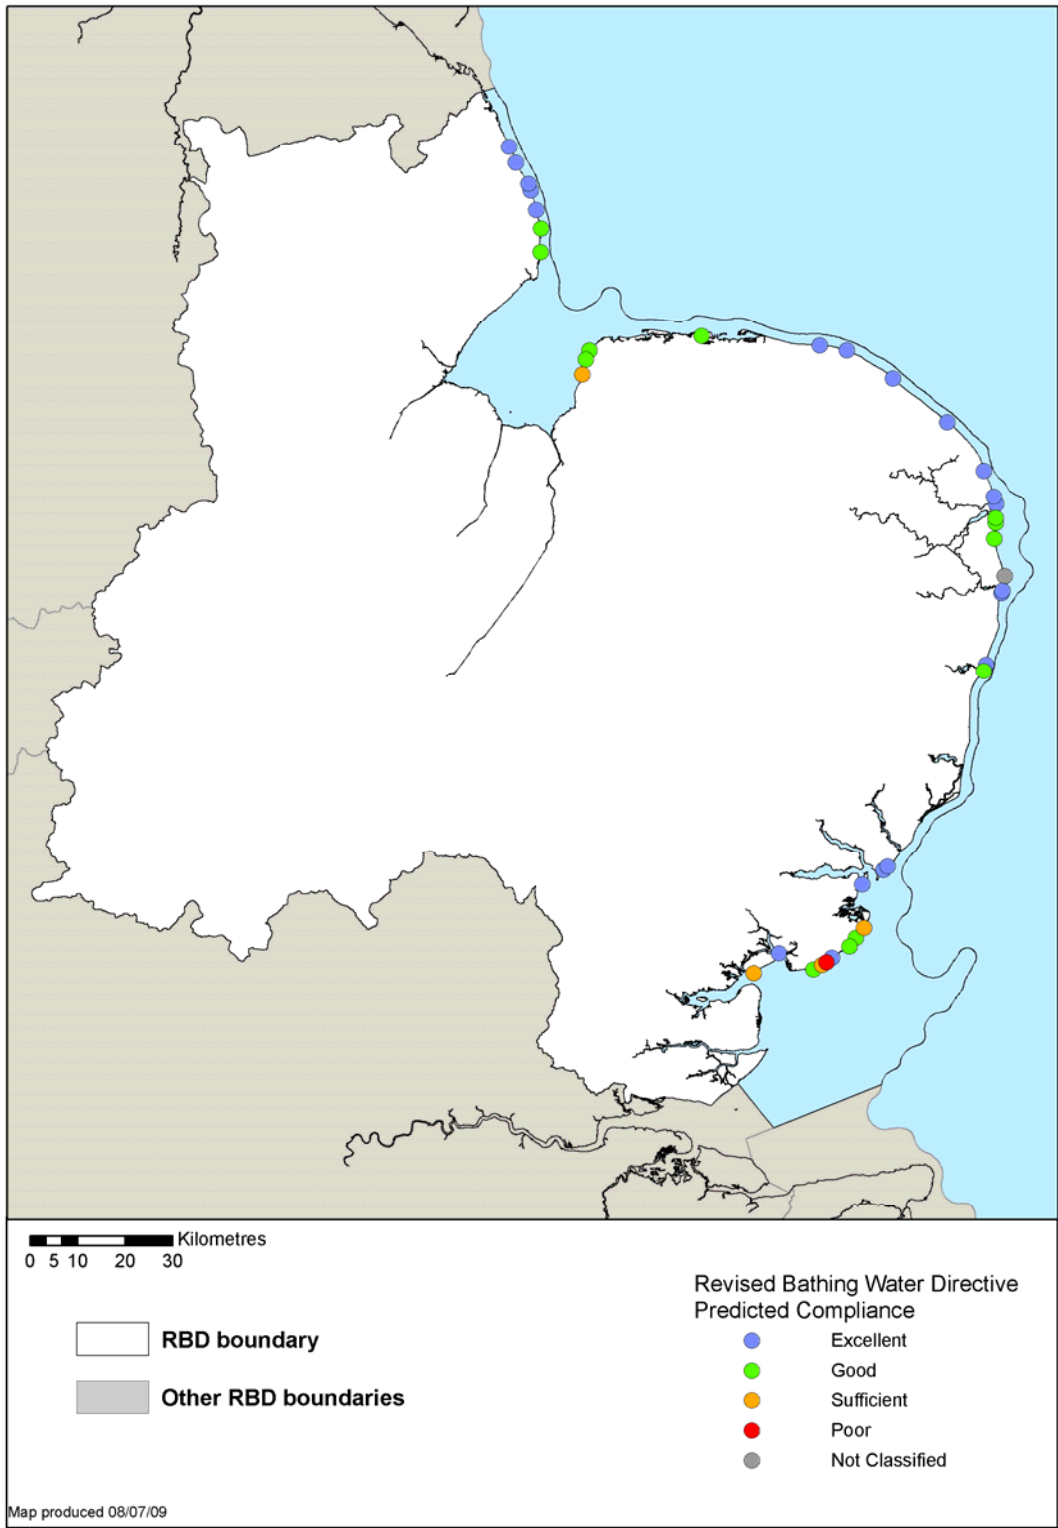 Kilometres
0 5 10 20 30
RBD boundary
Other RBD boundaries
Revised Bathing Water Directive
Predicted Compliance
Excellent
Good
Sufficient
Poor
Not Classified
Map produced 08/07/09